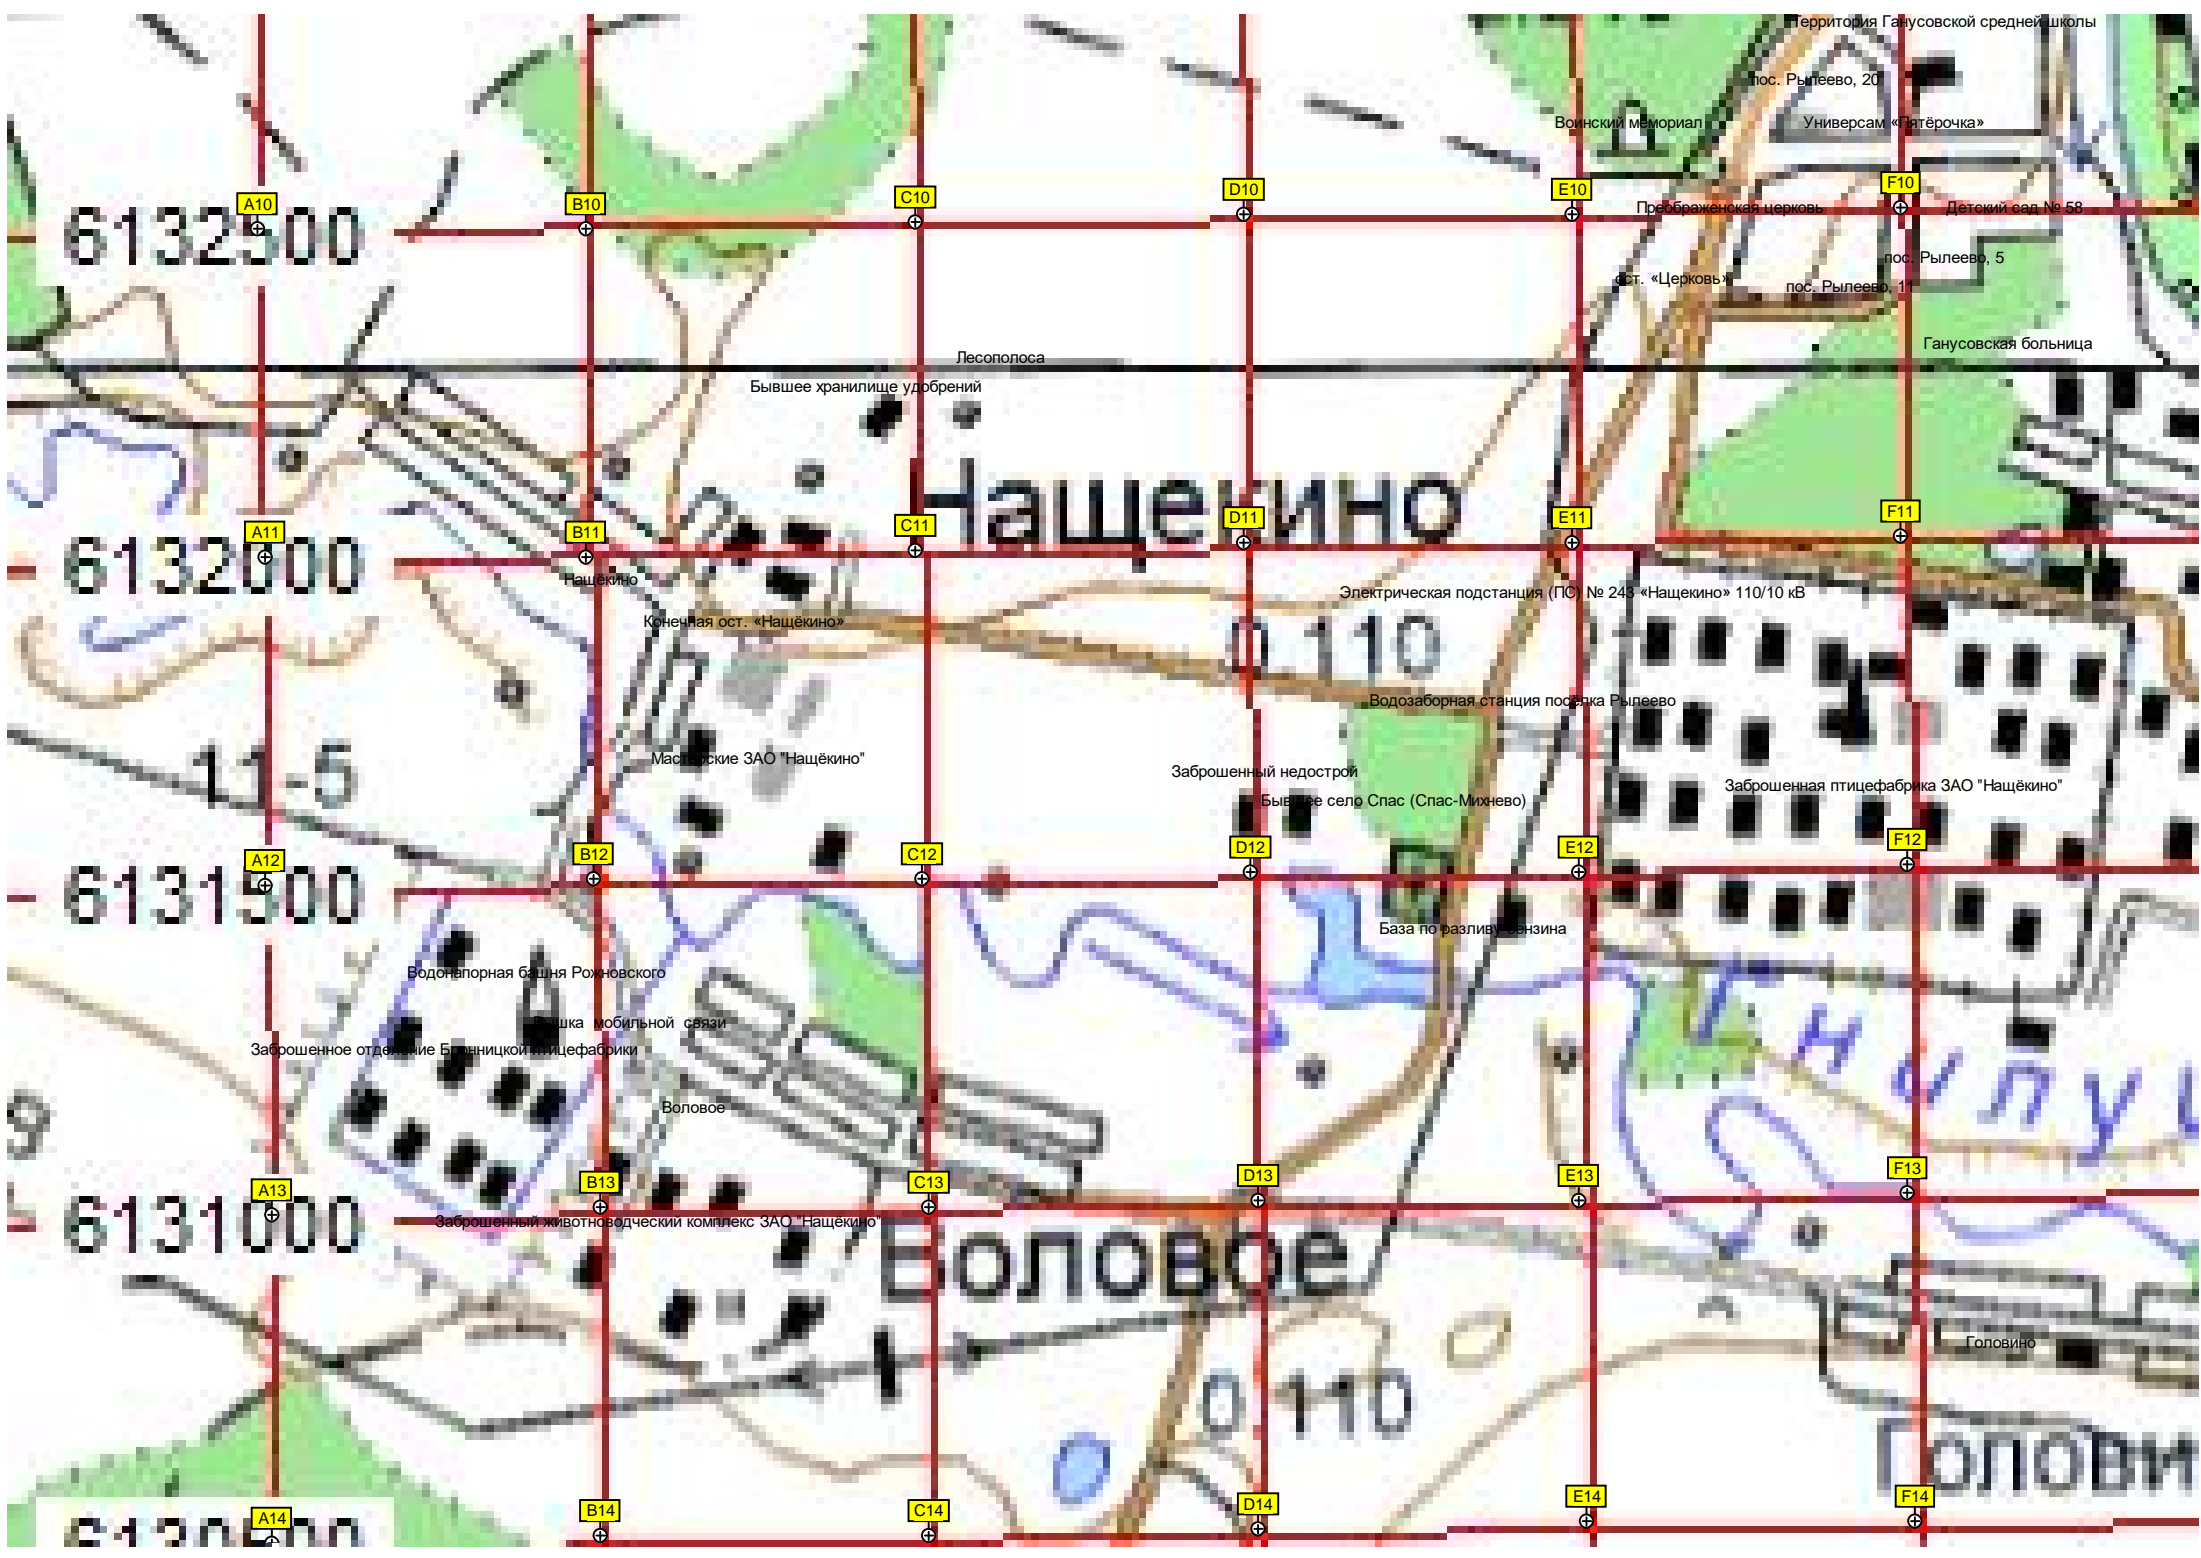 Территория Ганусовской средней школы
пос. Рылеево, 20
Воинский мемориал
Универсам «Пятёрочка»
A10
B10
C10
D10
E10
F10
6132500
Преображенская церковь
Детский сад № 58
пос. Рылеево, 5
ост. «Церковь»
пос. Рылеево, 11
Ганусовская больница
Лесополоса
Бывшее хранилище удобрений
Нащекино
A11
B11
C11
D11
E11
F11
6132000
Нащёкино
Электрическая подстанция (ПС) № 243 «Нащекино» 110/10 кВ
Конечная ост. «Нащёкино»
0.110
Водозаборная станция посёлка Рылеево
11-5
Мастерские ЗАО "Нащёкино"
Заброшенный недострой
Заброшенная птицефабрика ЗАО "Нащёкино"
Бывшее село Спас (Спас-Михнево)
A12
B12
C12
D12
E12
F12
6131500
База по разливу бензина
Водонапорная башня Рожновского
Вышка мобильной связи
Заброшенное отделение Бронницкой птицефабрики
Воловое
9
A13
B13
C13
D13
E13
F13
6131000
Заброшенный животноводческий комплекс ЗАО "Нащёкино"
Воловое
Головино
0.110
Голови
A14
B14
C14
D14
E14
F14